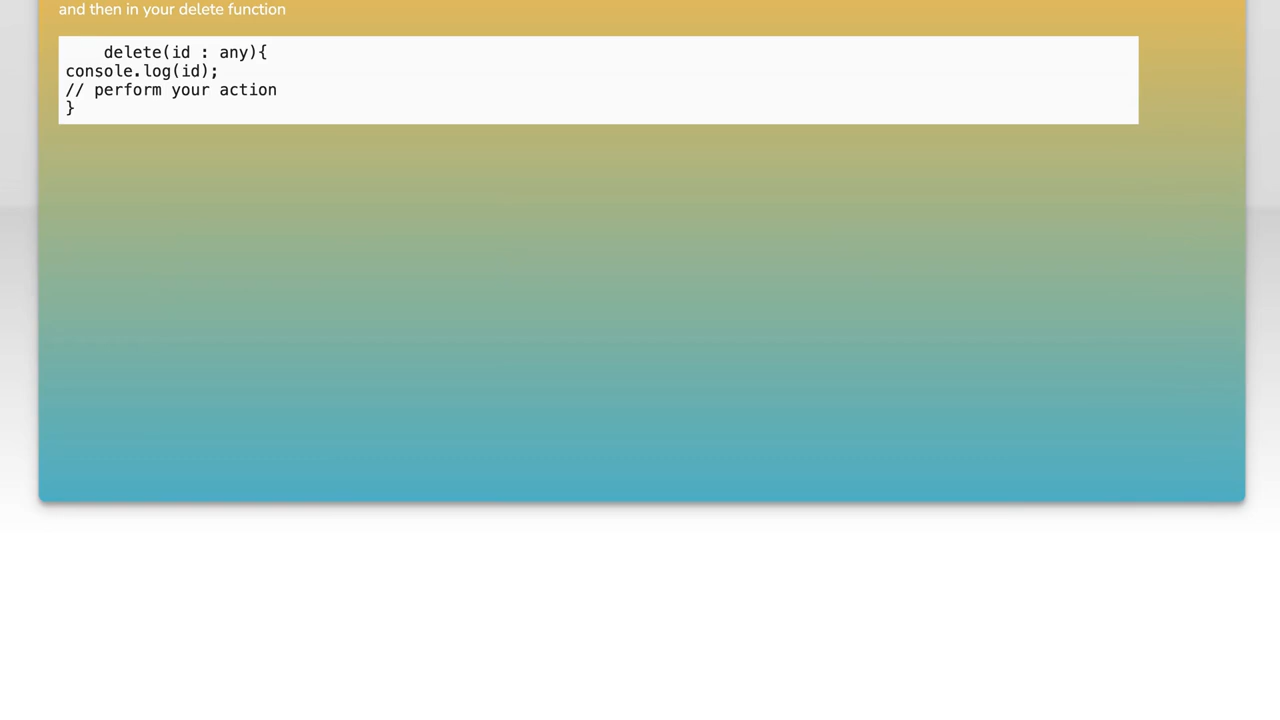 and then in your delete function
    delete(id : any){
console.log(id);
// perform your action
}